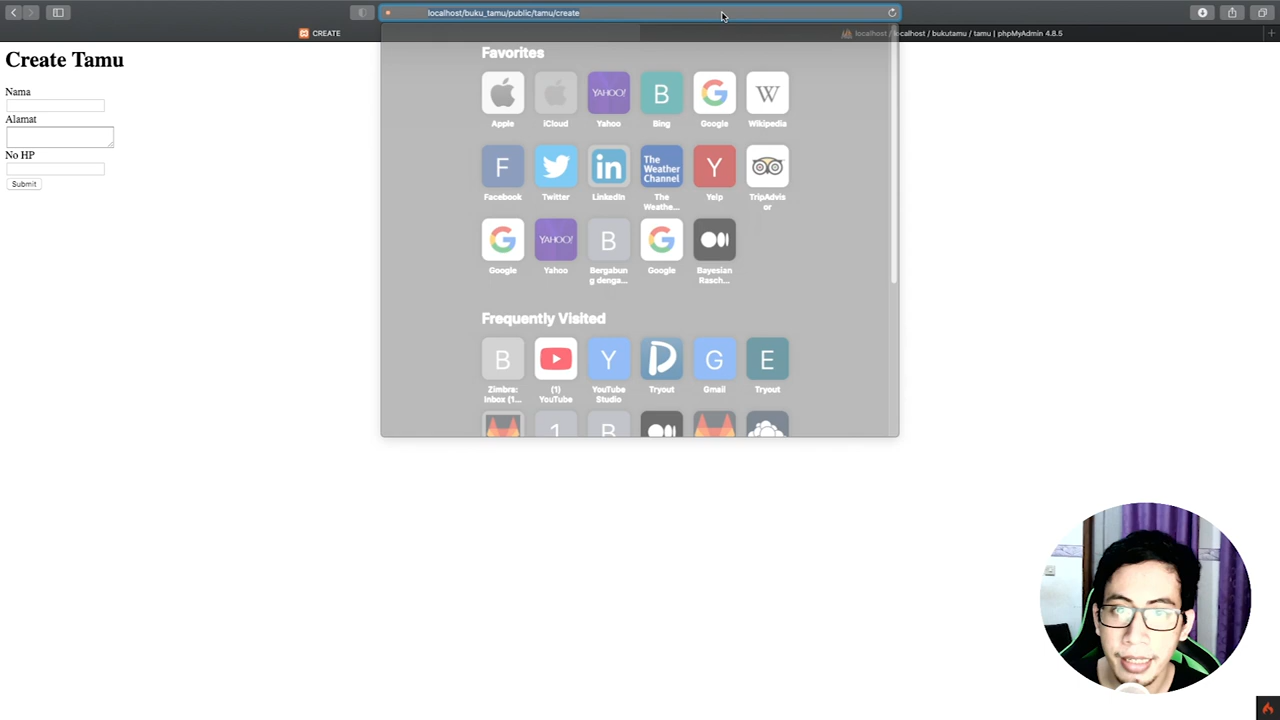 localhost/buku_tamu/public/tamu/create
CREATE
localhost / localhost / bukutamu / tamu | phpMyAdmin 4.8.5
Create Tamu
Nama
Alamat
No HP
Submit
Favorites
YAHOO!
B
W
Apple
iCloud
Yahoo
Bing
Google
Wikipedia
F
in
The Weather Channel
Y
Facebook
Twitter
LinkedIn
The Weathe...
Yelp
TripAdvisor
YAHOO!
B
Google
Yahoo
Bergabung denga...
Google
Bayesian Rasch...
Frequently Visited
B
Y
G
E
Zimbra: Inbox (1...
(1) YouTube
YouTube Studio
Tryout
Gmail
Tryout
1
B